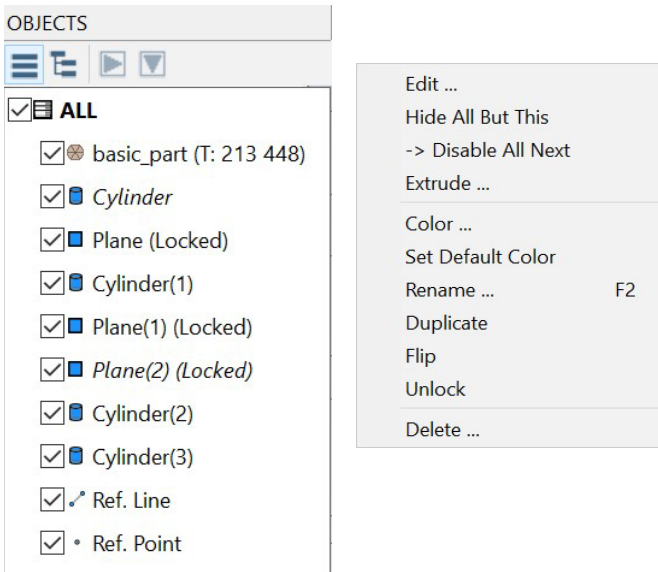 OBJECTS
ALL
basic_part (T: 213 448)
Cylinder
Plane (Locked)
Cylinder(1)
Plane(1) (Locked)
Plane(2) (Locked)
Cylinder(2)
Cylinder(3)
Ref. Line
Ref. Point
Edit ...
Hide All But This
-> Disable All Next
Extrude ...
Color ...
Set Default Color
Rename ... F2
Duplicate
Flip
Unlock
Delete ...